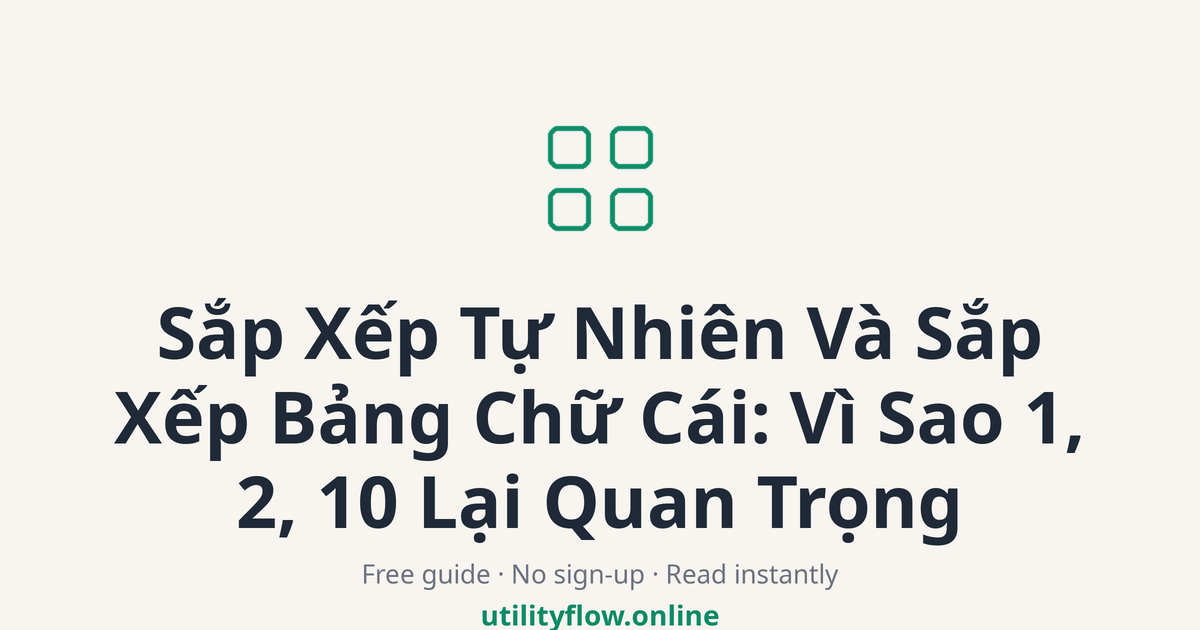 Sắp Xếp Tự Nhiên Và Sắp
Xếp Bảng Chữ Cái: Vì Sao 1,
2, 10 Lại Quan Trọng
Free guide · No sign-up · Read instantly
utilityflow.online